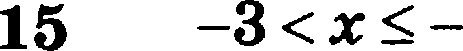 15 −3 < x ≤ −